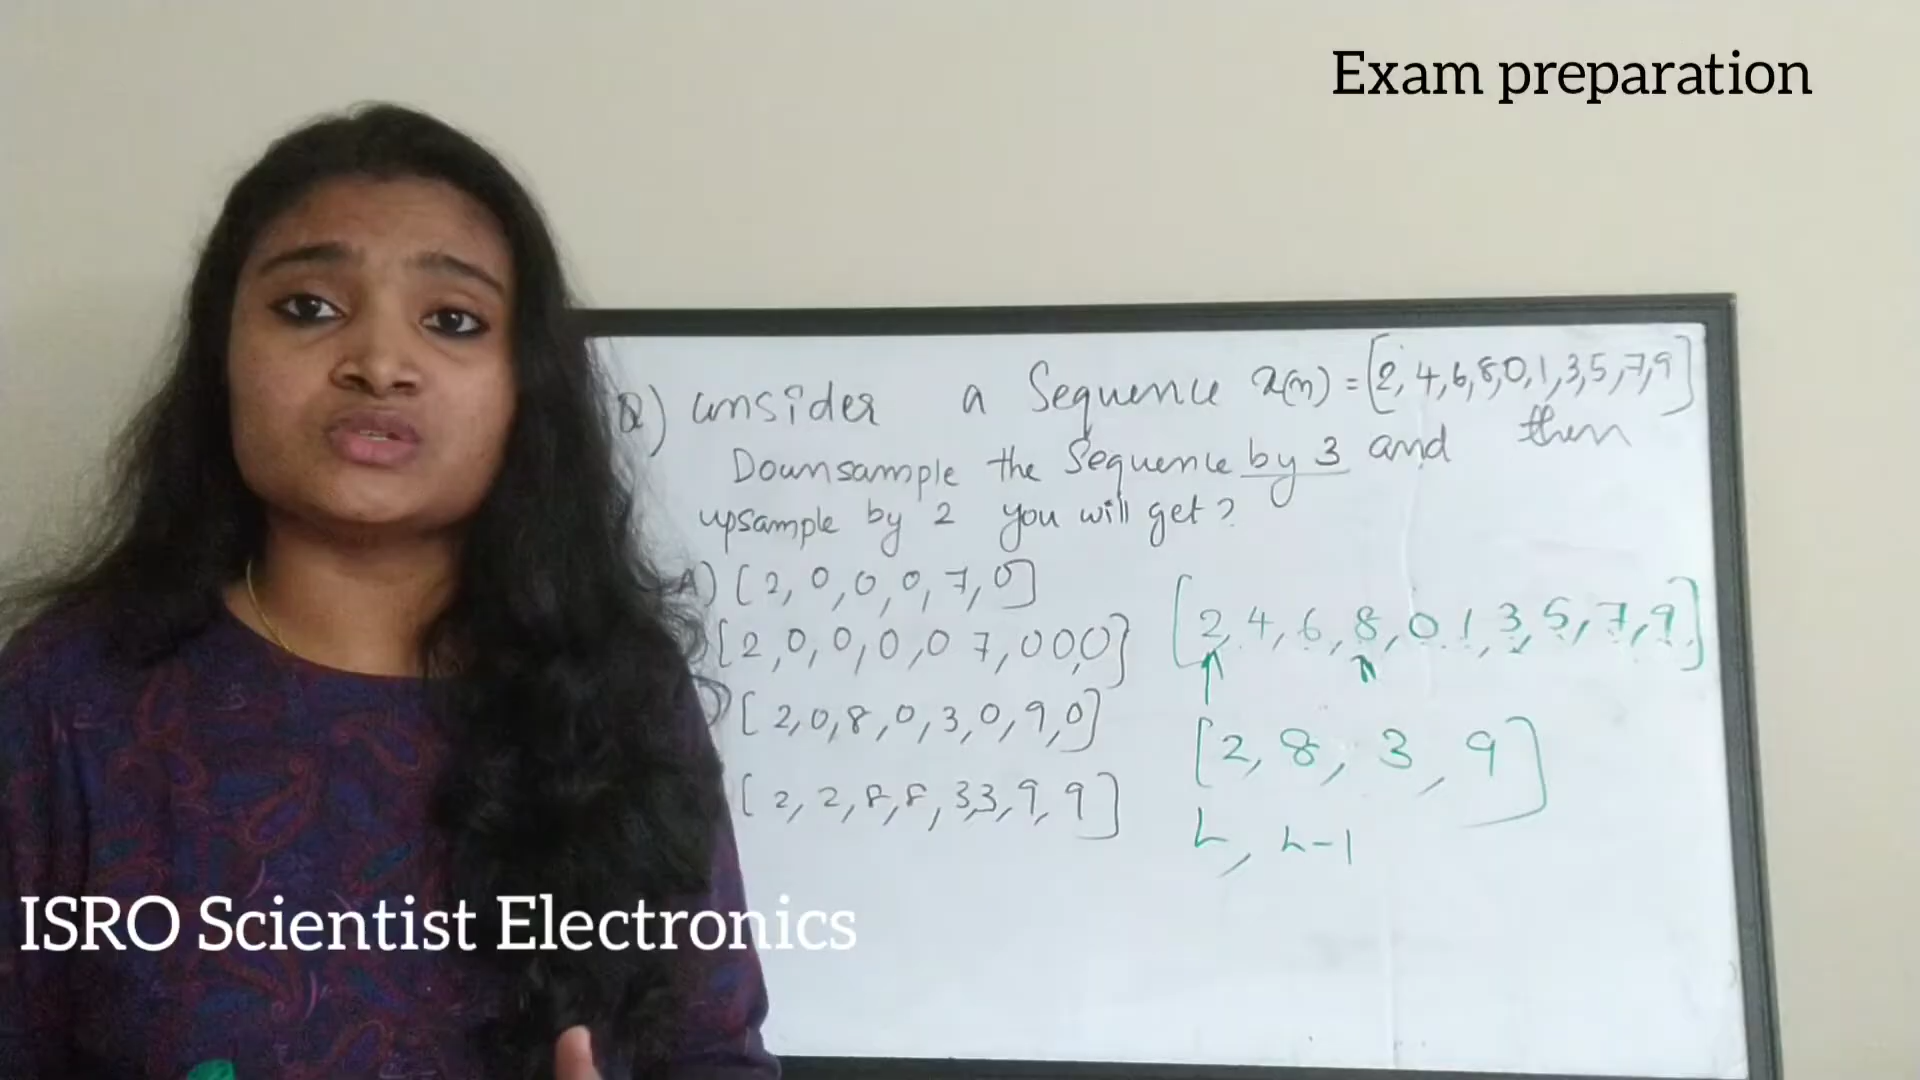 Exam preparation
Q) Consider a Sequence x(n) = [2, 4, 6, 8, 0, 1, 3, 5, 7, 9]
Downsample the Sequence by 3 and then
upsample by 2 you will get?
A) [2, 0, 0, 0, 7, 0]
) [2, 0, 0, 0, 0 7, 0 0 0, 0]
) [2, 0, 8, 0, 3, 0, 9, 0]
[2, 2, 8, 8, 3 3, 9, 9]
[2, 4, 6, 8, 0 1, 3, 5, 7, 9]
[2, 8, 3, 9]
L, L-1
ISRO Scientist Electronics